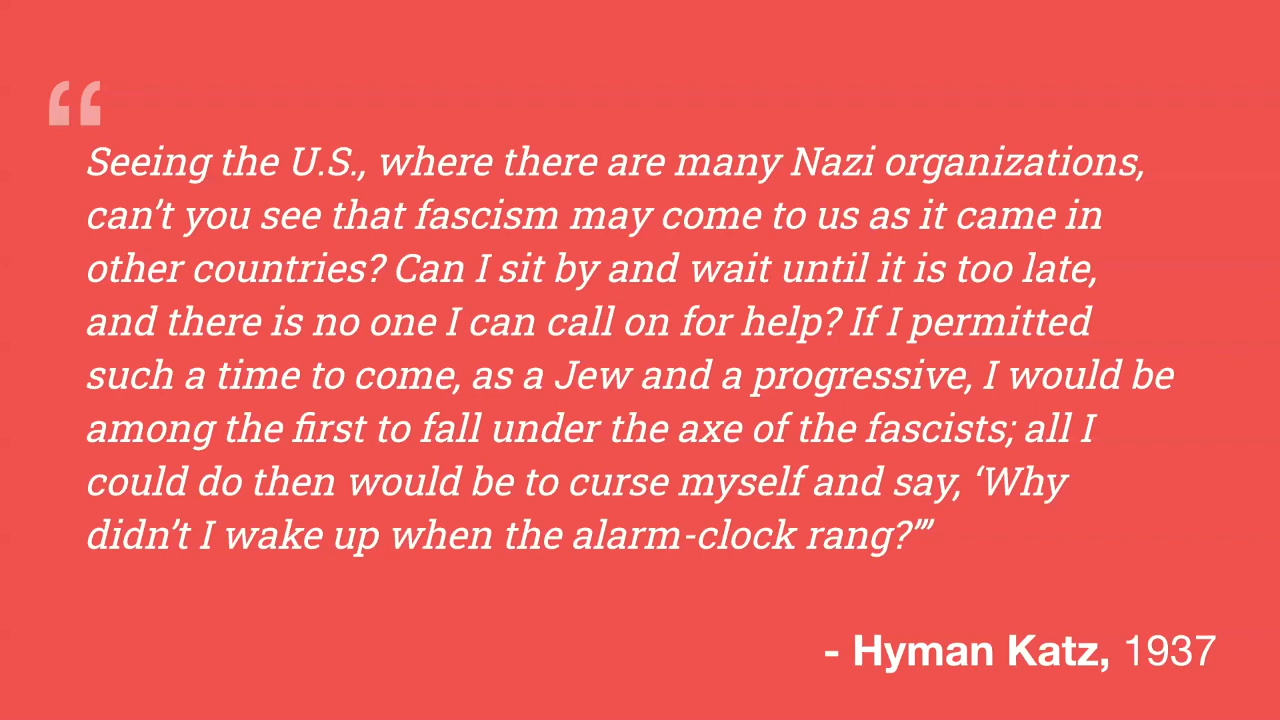 “
Seeing the U.S., where there are many Nazi organizations,
can’t you see that fascism may come to us as it came in
other countries? Can I sit by and wait until it is too late,
and there is no one I can call on for help? If I permitted
such a time to come, as a Jew and a progressive, I would be
among the first to fall under the axe of the fascists; all I
could do then would be to curse myself and say, ‘Why
didn’t I wake up when the alarm-clock rang?’”
- Hyman Katz, 1937